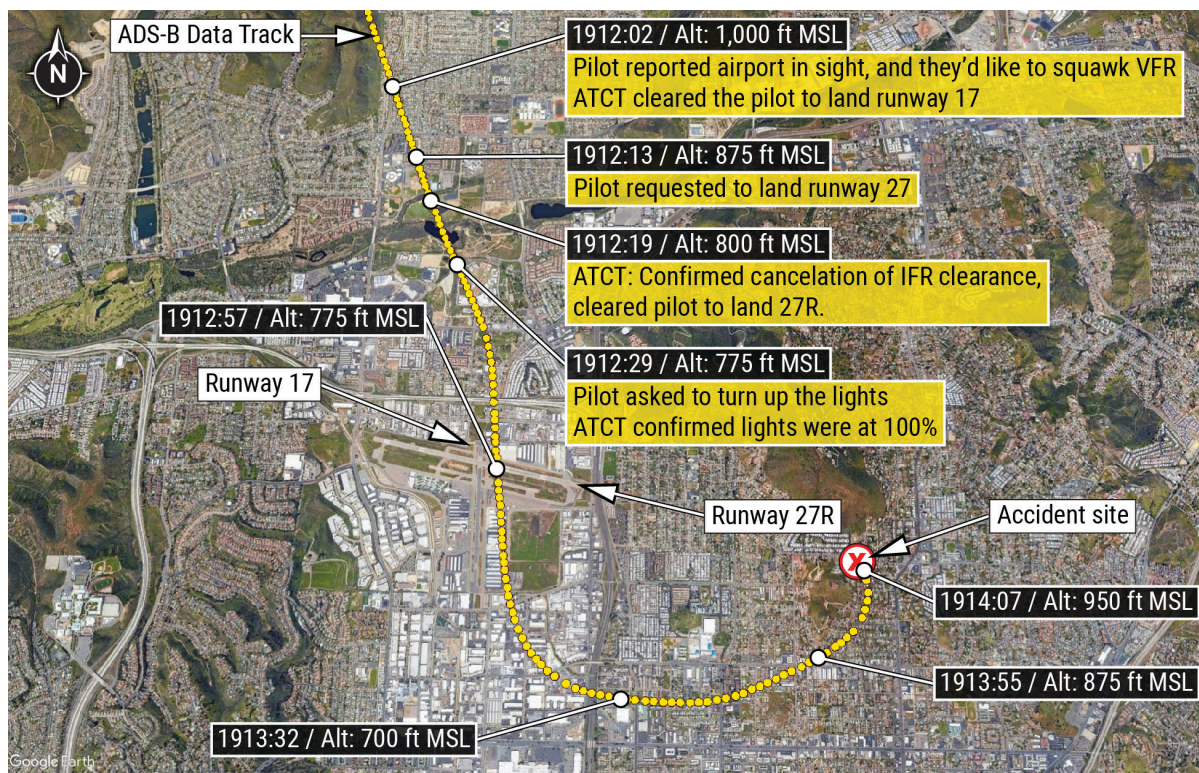 ADS-B Data Track
N
1912:02 / Alt: 1,000 ft MSL
Pilot reported airport in sight, and they'd like to squawk VFR
ATCT cleared the pilot to land runway 17
1912:13 / Alt: 875 ft MSL
Pilot requested to land runway 27
1912:19 / Alt: 800 ft MSL
ATCT: Confirmed cancelation of IFR clearance,
cleared pilot to land 27R.
1912:57 / Alt: 775 ft MSL
1912:29 / Alt: 775 ft MSL
Pilot asked to turn up the lights
ATCT confirmed lights were at 100%
Runway 17
Runway 27R
Accident site
X
1914:07 / Alt: 950 ft MSL
1913:55 / Alt: 875 ft MSL
1913:32 / Alt: 700 ft MSL
Google Earth